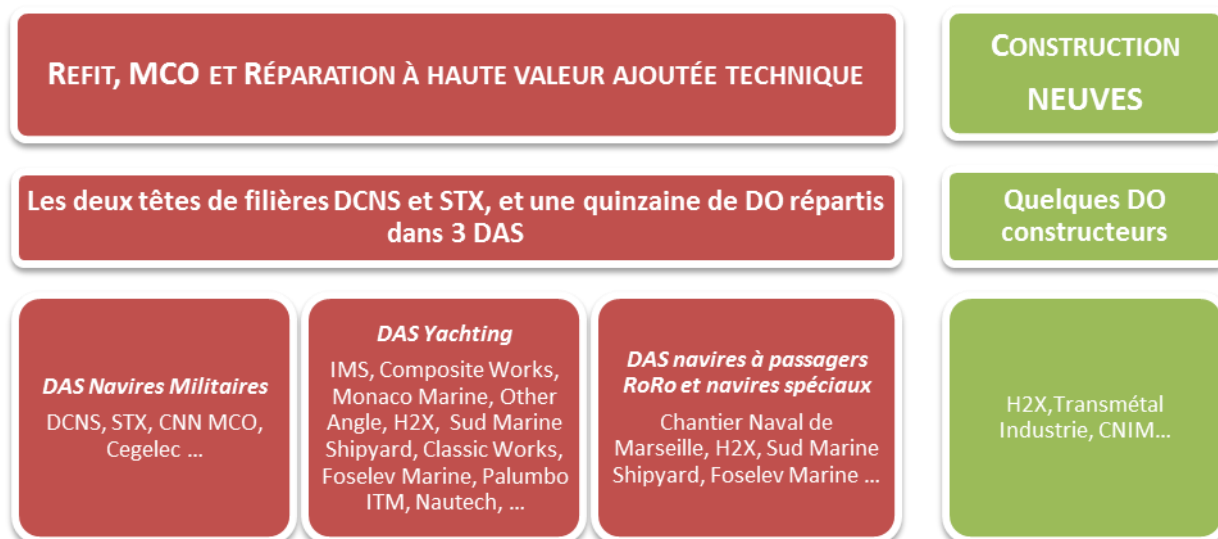 REFIT, MCO ET RÉPARATION À HAUTE VALEUR AJOUTÉE TECHNIQUE
CONSTRUCTION
NEUVES
Les deux têtes de filières DCNS et STX, et une quinzaine de DO répartis
dans 3 DAS
Quelques DO
constructeurs
DAS Navires Militaires
DCNS, STX, CNN MCO,
Cegelec ...
DAS Yachting
IMS, Composite Works,
Monaco Marine, Other
Angle, H2X, Sud Marine
Shipyard, Classic Works,
Foselev Marine, Palumbo
ITM, Nautech, ...
DAS navires à passagers
RoRo et navires spéciaux
Chantier Naval de
Marseille, H2X, Sud Marine
Shipyard, Foselev Marine ...
H2X,Transmétal
Industrie, CNIM...